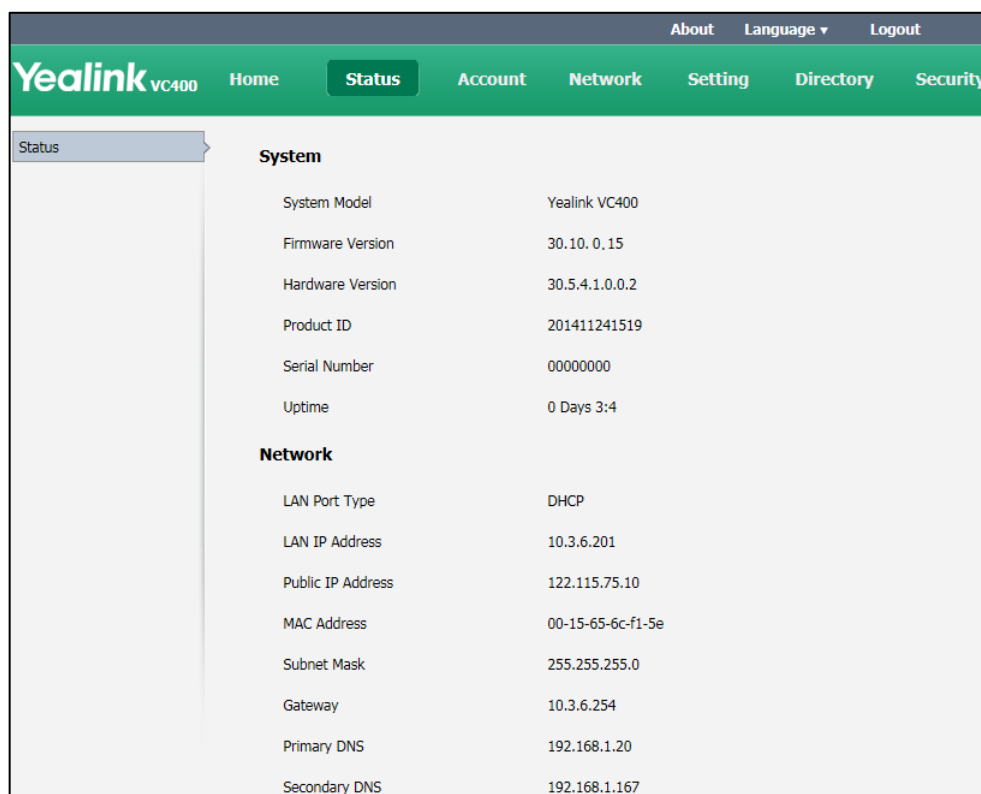 About Language ▾ Logout
Yealink VC400 Home Status Account Network Setting Directory Security
Status
System
System Model Yealink VC400
Firmware Version 30.10. 0.15
Hardware Version 30.5.4.1.0.0.2
Product ID 201411241519
Serial Number 00000000
Uptime 0 Days 3:4
Network
LAN Port Type DHCP
LAN IP Address 10.3.6.201
Public IP Address 122.115.75.10
MAC Address 00-15-65-6c-f1-5e
Subnet Mask 255.255.255.0
Gateway 10.3.6.254
Primary DNS 192.168.1.20
Secondary DNS 192.168.1.167